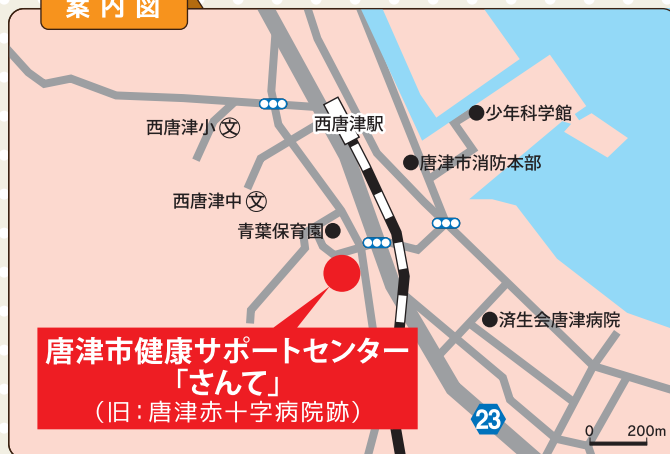 案内図
西唐津駅
少年科学館
西唐津小 文
唐津市消防本部
西唐津中 文
青葉保育園
済生会唐津病院
唐津市健康サポートセンター
「さんて」
(旧:唐津赤十字病院跡)
23
0 200m